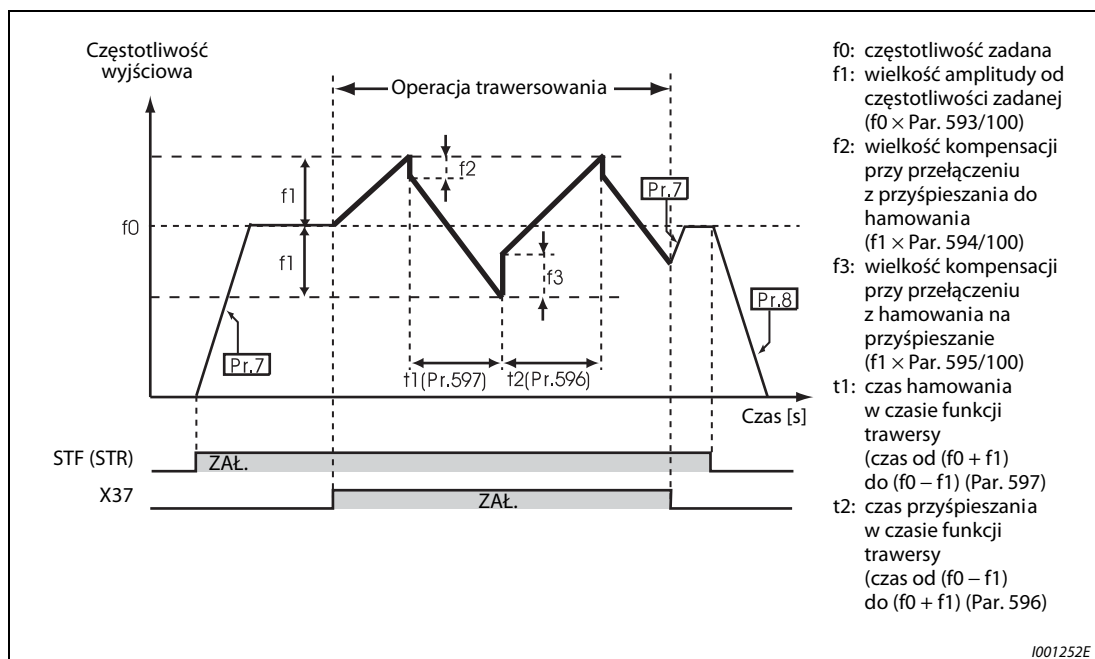 Częstotliwość
wyjściowa
Operacja trawersowania
f1
f2
Pr.7
f0
f1
f3
Pr.8
Pr.7
t1(Pr.597)
t2(Pr.596)
Czas [s]
STF (STR)
ZAŁ.
X37
ZAŁ.
f0: częstotliwość zadana
f1: wielkość amplitudy od
częstotliwości zadanej
(f0 × Par. 593/100)
f2: wielkość kompensacji
przy przełączeniu
z przyśpieszania do
hamowania
(f1 × Par. 594/100)
f3: wielkość kompensacji
przy przełączeniu
z hamowania na
przyśpieszanie
(f1 × Par. 595/100)
t1: czas hamowania
w czasie funkcji
trawersy
(czas od (f0 + f1)
do (f0 − f1) (Par. 597)
t2: czas przyśpieszania
w czasie funkcji
trawersy
(czas od (f0 − f1)
do (f0 + f1) (Par. 596)
I001252E